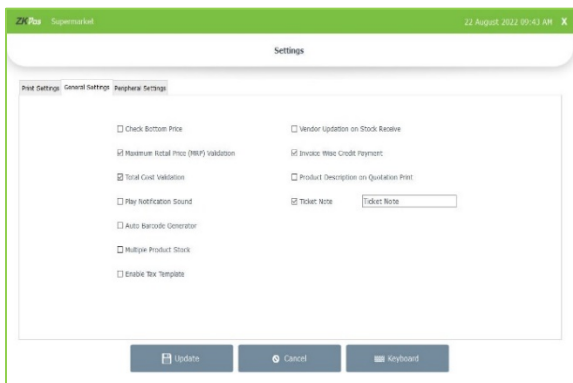 ZKPos Supermarket 22 August 2022 09:43 AM X
Settings
Print Settings General Settings Peripheral Settings
Check Bottom Price Vendor Updation on Stock Receive
Maximum Retail Price (MRP) Validation Invoice Wise Credit Payment
Total Cost Validation Product Description on Quotation Print
Play Notification Sound Ticket Note Ticket Note
Auto Barcode Generator
Multiple Product Stock
Enable Tax Template
Update Cancel Keyboard